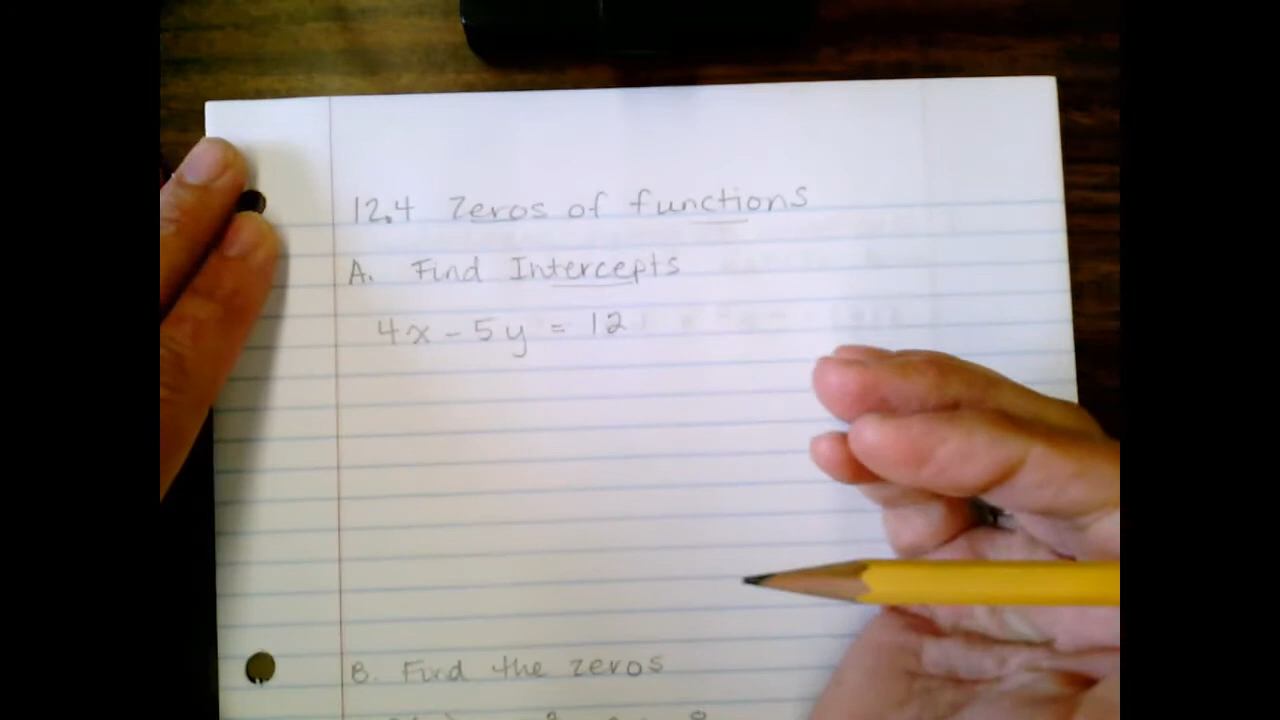 12.4 Zeros of functions
A. Find Intercepts
4x - 5y = 12
B. Find the zeros